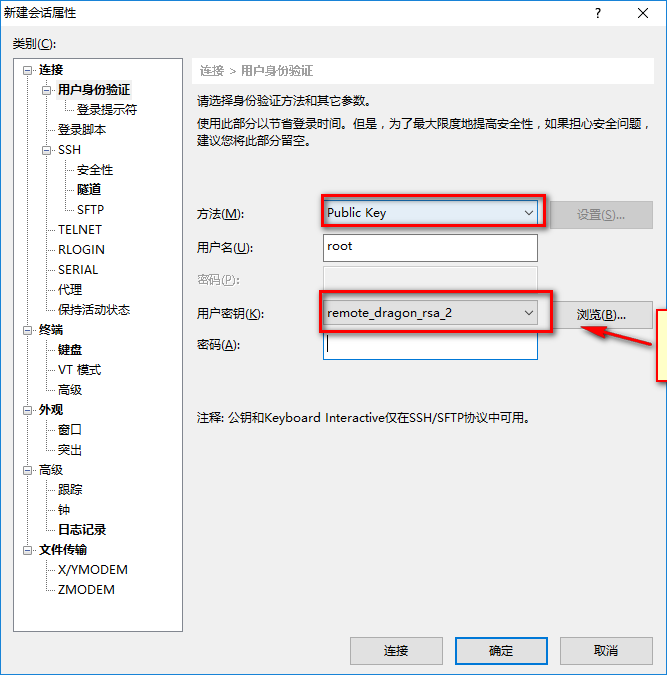 新建会话属性
?
类别(C):
连接
用户身份验证
登录提示符
登录脚本
SSH
安全性
隧道
SFTP
TELNET
RLOGIN
SERIAL
代理
保持活动状态
终端
键盘
VT 模式
高级
外观
窗口
突出
高级
跟踪
钟
日志记录
文件传输
X/YMODEM
ZMODEM
连接 > 用户身份验证
请选择身份验证方法和其它参数。
使用此部分以节省登录时间。但是，为了最大限度地提高安全性，如果担心安全问题，
建议您将此部分留空。
方法(M): Public Key 设置(S)...
用户名(U): root
密码(P):
用户密钥(K): remote_dragon_rsa_2 浏览(B)...
密码(A):
注释: 公钥和Keyboard Interactive仅在SSH/SFTP协议中可用。
连接 确定 取消